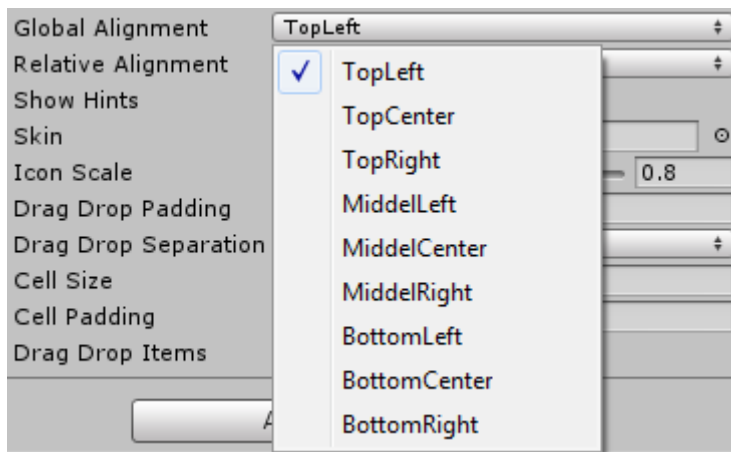 Global Alignment TopLeft
Relative Alignment
Show Hints
Skin
Icon Scale 0.8
Drag Drop Padding
Drag Drop Separation
Cell Size
Cell Padding
Drag Drop Items
TopLeft
TopCenter
TopRight
MiddelLeft
MiddelCenter
MiddelRight
BottomLeft
BottomCenter
BottomRight